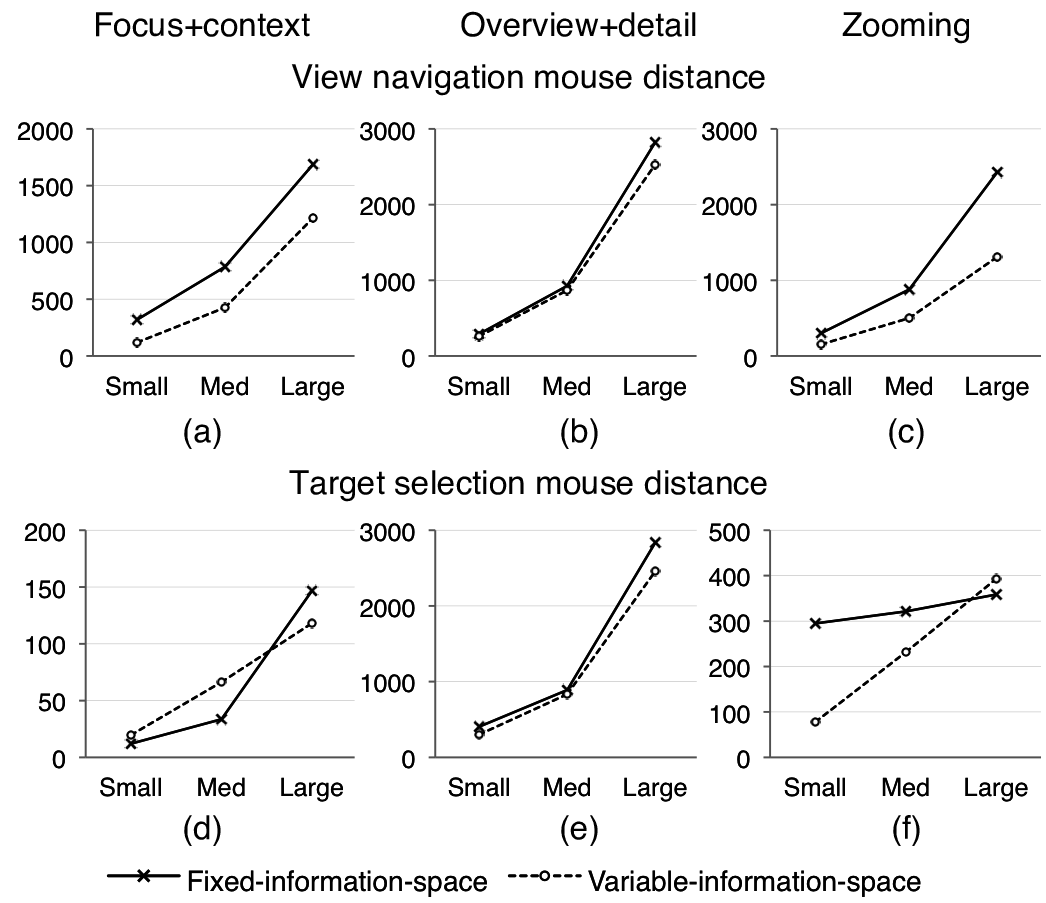 Focus+context Overview+detail Zooming
View navigation mouse distance
2000 3000 3000
1500
2000 2000
1000
1000 1000
500
0 0 0
Small Med Large Small Med Large Small Med Large
(a) (b) (c)
Target selection mouse distance
200 3000 500
400
150
2000
300
100
200
1000
50
100
0 0 0
Small Med Large Small Med Large Small Med Large
(d) (e) (f)
Fixed-information-space Variable-information-space